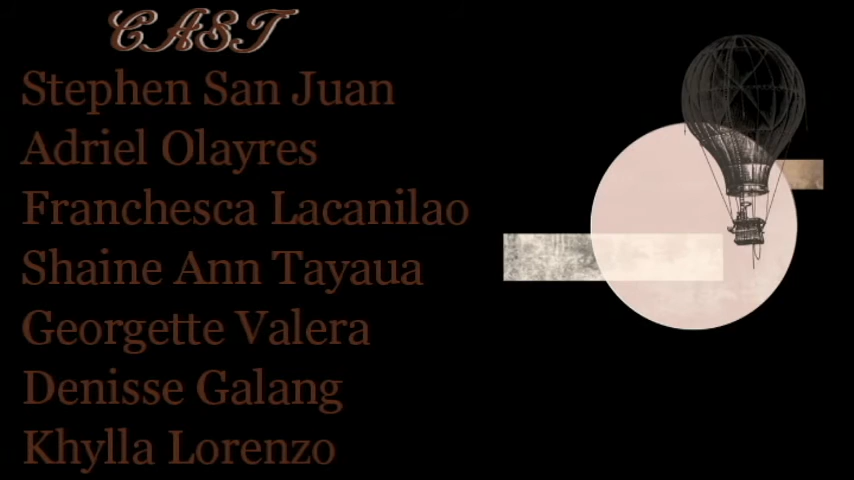 CAST
Stephen San Juan
Adriel Olayres
Franchesca Lacanilao
Shaine Ann Tayaua
Georgette Valera
Denisse Galang
Khylla Lorenzo